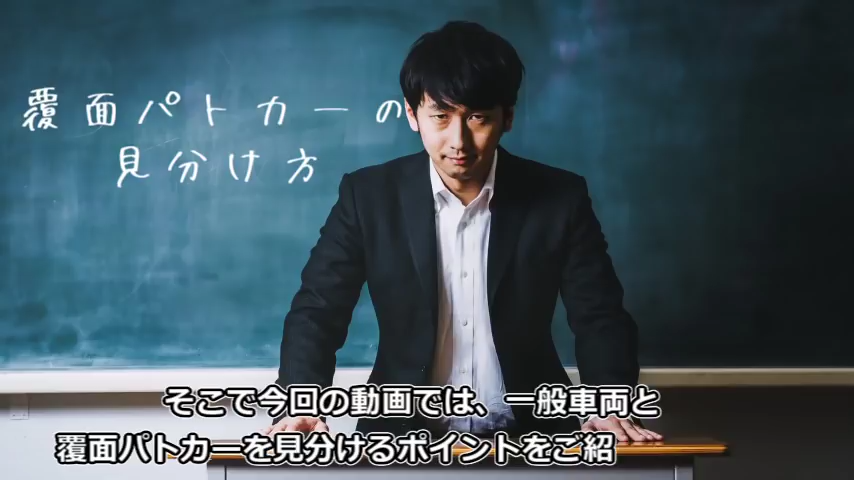 覆面パトカーの
見分け方
そこで今回の動画では、一般車両と
覆面パトカーを見分けるポイントをご紹